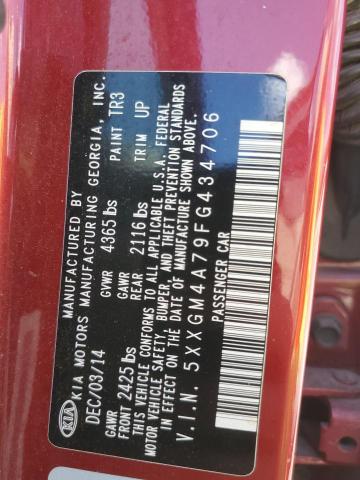 KIA
MANUFACTURED BY
KIA MOTORS MANUFACTURING GEORGIA, INC.
DEC/03/14 GVWR 4365 lbs PAINT TR3
GAWR FRONT 2425 lbs GAWR REAR 2116 lbs TRIM UP
THIS VEHICLE CONFORMS TO ALL APPLICABLE U.S.A. FEDERAL
MOTOR VEHICLE SAFETY, BUMPER, AND THEFT PREVENTION STANDARDS
IN EFFECT ON THE DATE OF MANUFACTURE SHOWN ABOVE.
V.I.N. 5XXGM4A79FG434706
PASSENGER CAR